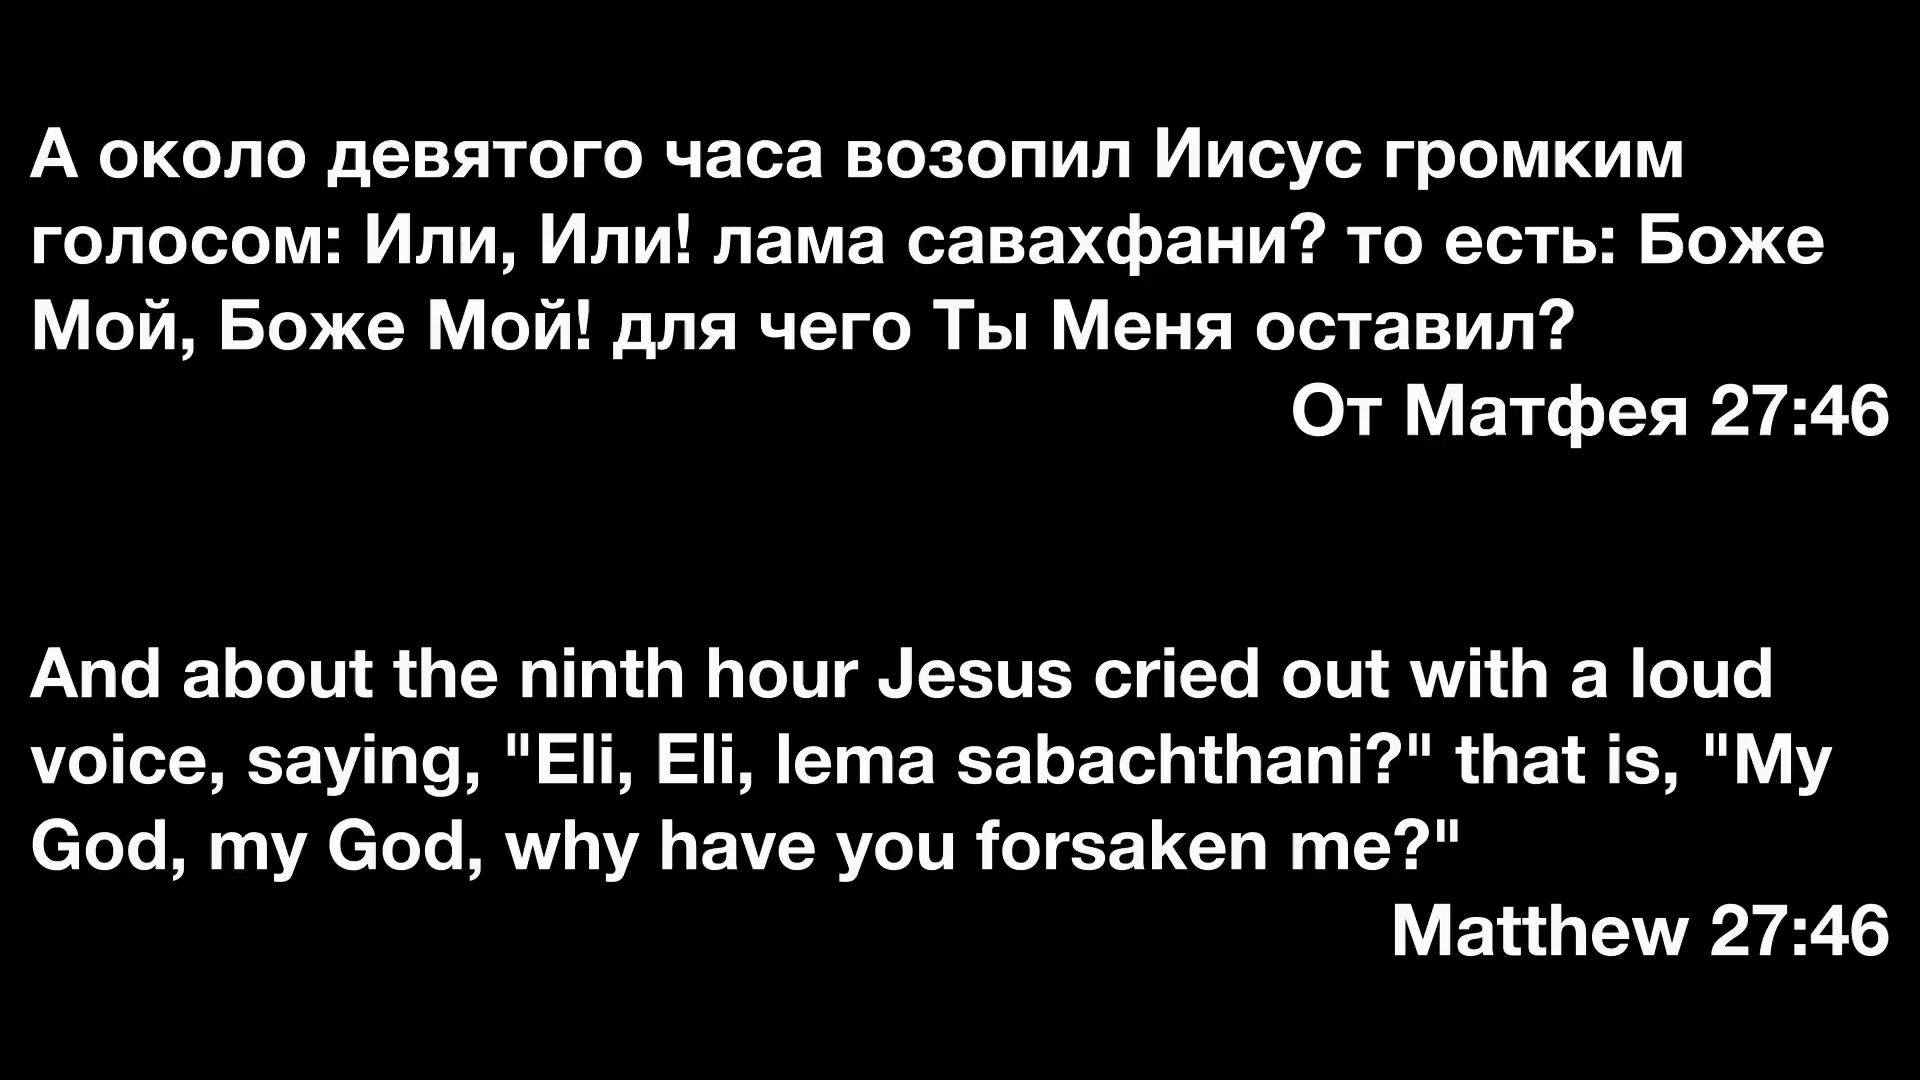 А около девятого часа возопил Иисус громким
голосом: Или, Или! лама савахфани? то есть: Боже
Мой, Боже Мой! для чего Ты Меня оставил?
От Матфея 27:46
And about the ninth hour Jesus cried out with a loud
voice, saying, "Eli, Eli, lema sabachthani?" that is, "My
God, my God, why have you forsaken me?"
Matthew 27:46